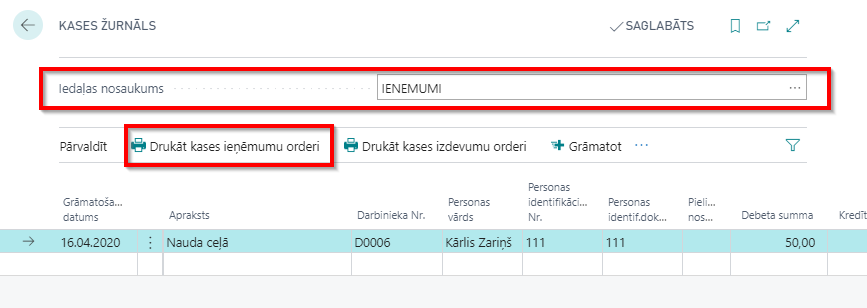 KASES ŽURNĀLS
SAGLABĀTS
Iedaļas nosaukums
IENEMUMI
Pārvaldīt Drukāt kases ieņēmumu orderi Drukāt kases izdevumu orderi Grāmatot
Grāmatoša... datums Apraksts Darbinieka Nr. Personas vārds Personas identifikāci... Nr. Personas identif.dok... Pieli... nos... Debeta summa Kredīt
16.04.2020 Nauda ceļā D0006 Kārlis Zariņš 111 111 50,00